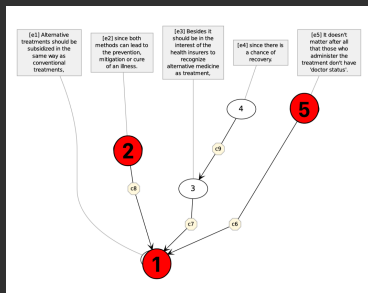 [e1] Alternative
treatments should be
subsidized in the
same way as
conventional
treatments,
[e2] since both
methods can lead to
the prevention,
mitigation or cure
of an illness.
[e3] Besides it
should be in the
interest of the
health insurers to
recognize
alternative medicine
as treatment,
[e4] since there is
a chance of
recovery.
[e5] It doesn't
matter after all
that those who
administer the
treatment don't have
'doctor status'.
4
5
2
c9
c8
3
c7
c6
1